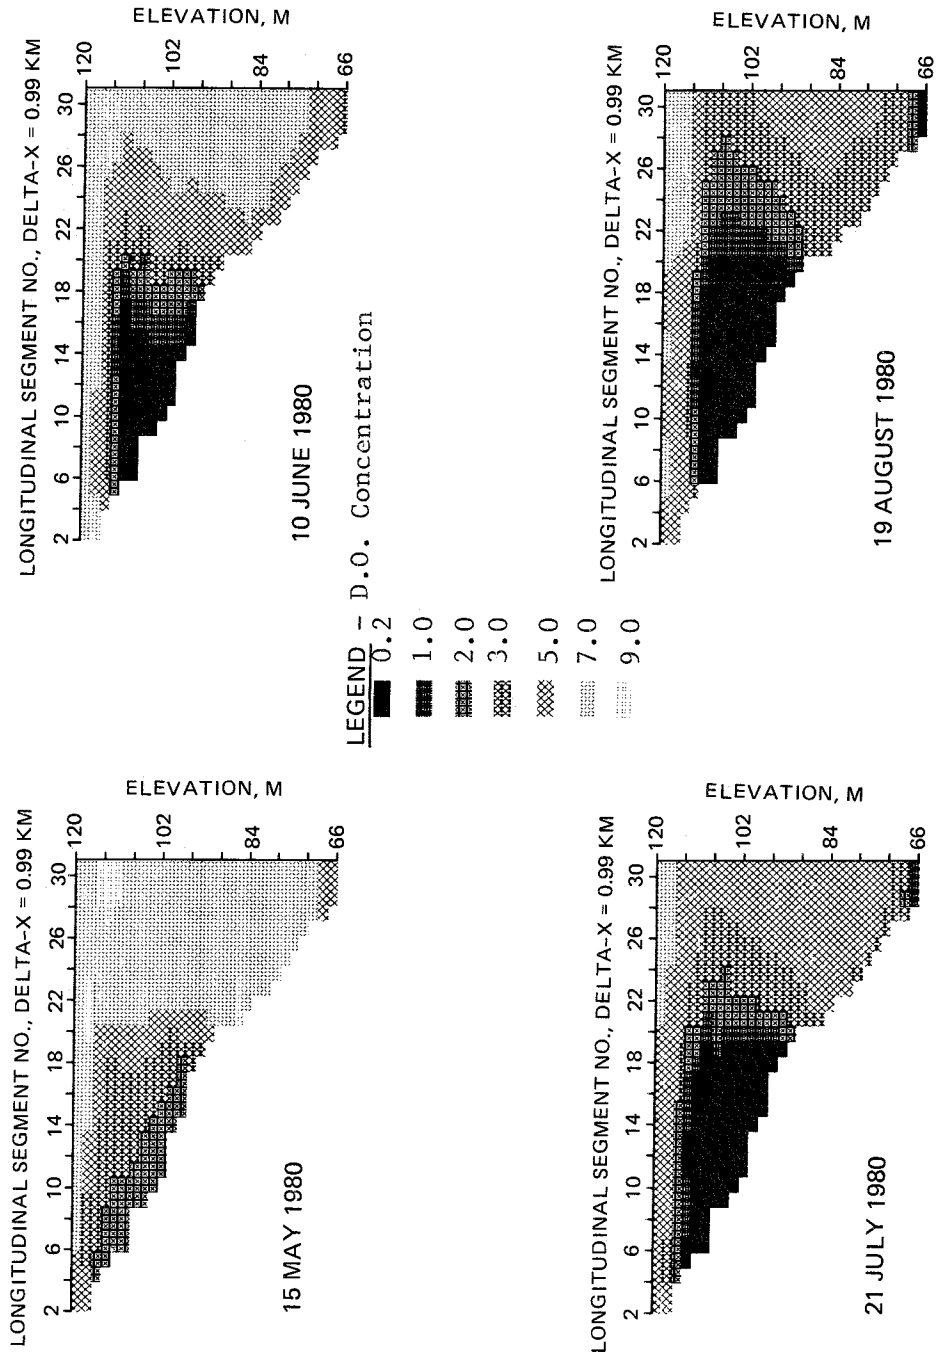 LONGITUDINAL SEGMENT NO., DELTA-X = 0.99 KM
2 6 10 14 18 22 26 30
120
102
84
66
ELEVATION, M
15 MAY 1980
LONGITUDINAL SEGMENT NO., DELTA-X = 0.99 KM
2 6 10 14 18 22 26 30
120
102
84
66
ELEVATION, M
10 JUNE 1980
LEGEND - D.O. Concentration
0.2
1.0
2.0
3.0
5.0
7.0
9.0
LONGITUDINAL SEGMENT NO., DELTA-X = 0.99 KM
2 6 10 14 18 22 26 30
120
102
84
66
ELEVATION, M
21 JULY 1980
LONGITUDINAL SEGMENT NO., DELTA-X = 0.99 KM
2 6 10 14 18 22 26 30
120
102
84
66
ELEVATION, M
19 AUGUST 1980